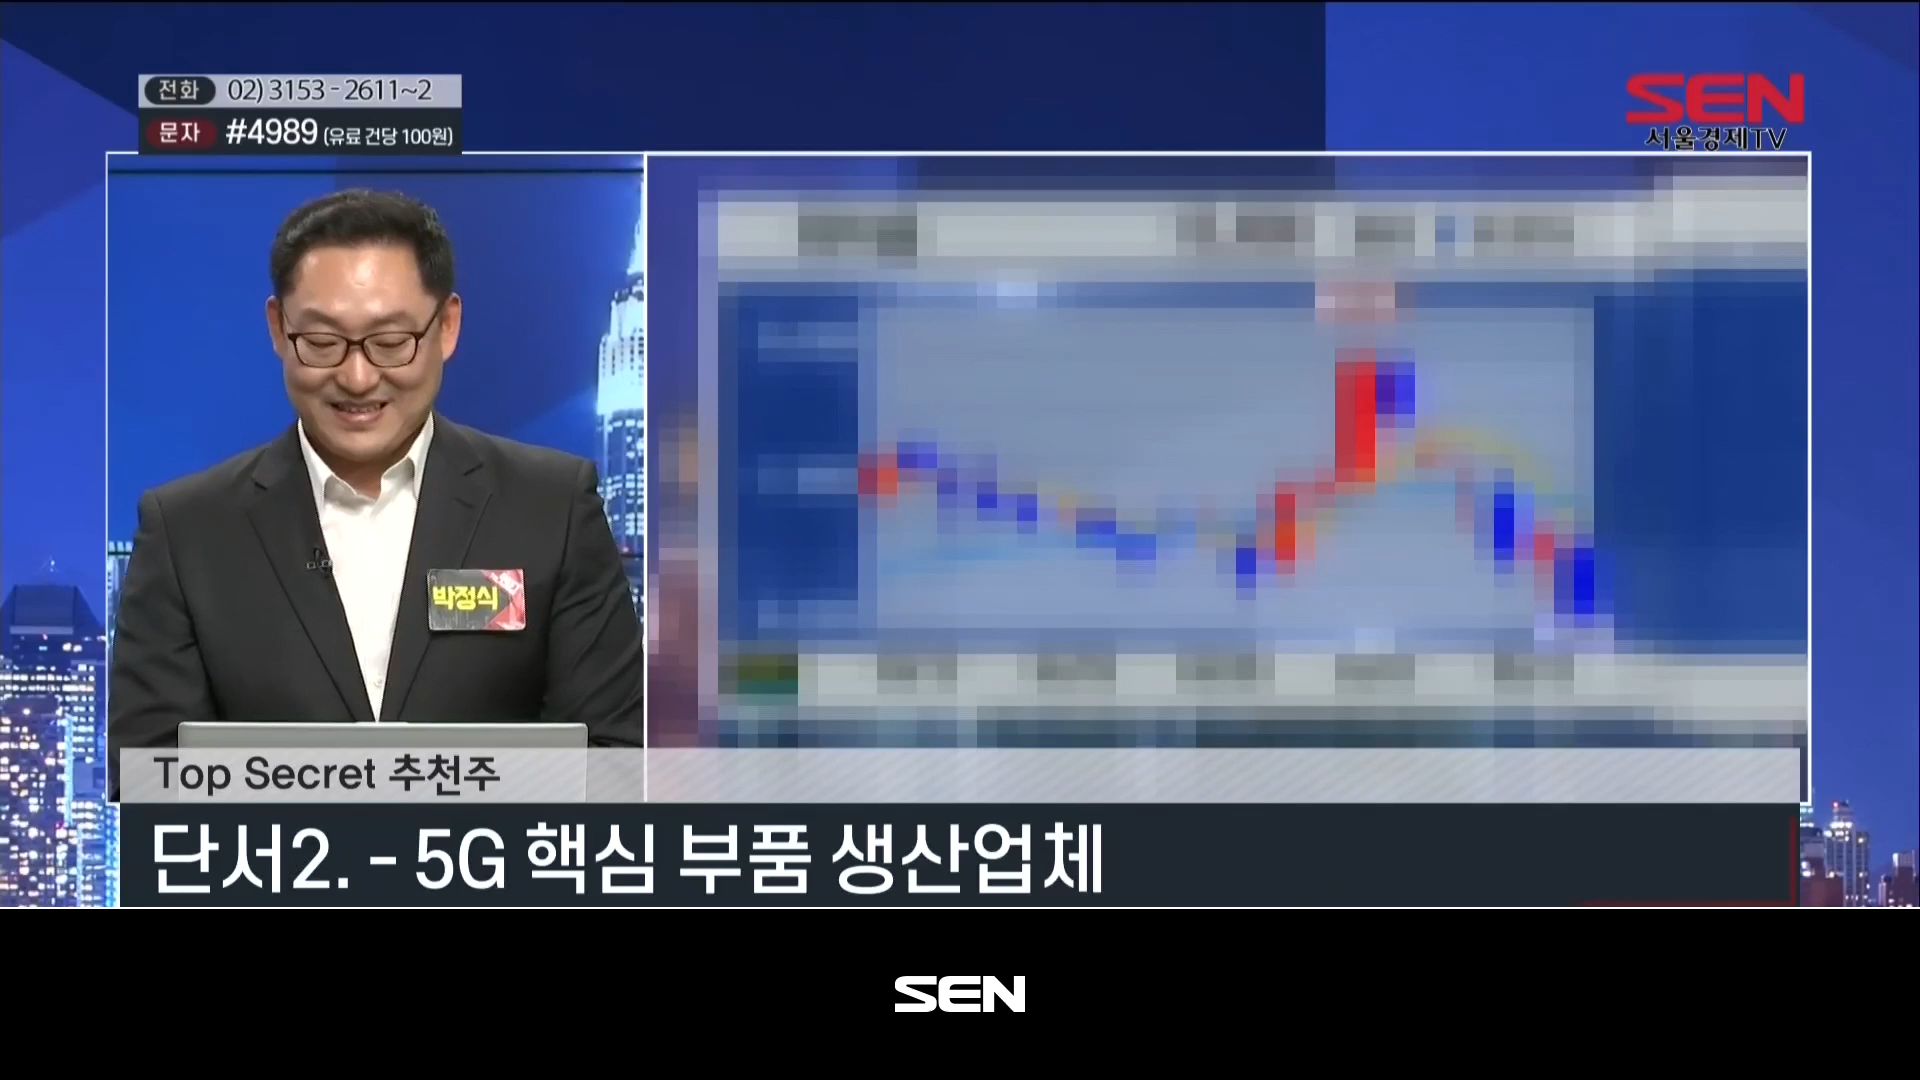 전화 02) 3153-2611~2
문자 #4989 (유료 건당 100원)
SEN
서울경제TV
박정식
Top Secret 추천주
단서2. - 5G 핵심 부품 생산업체
SEN